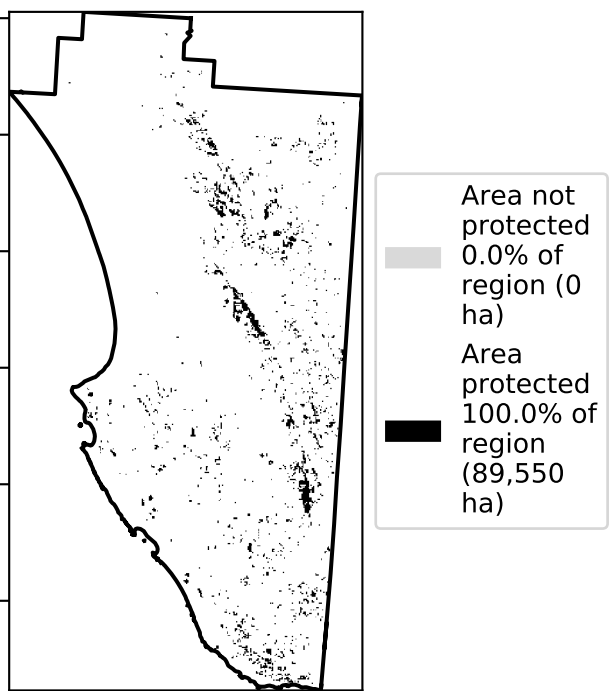 Area not
protected
0.0% of
region (0
ha)
Area
protected
100.0% of
region
(89,550
ha)